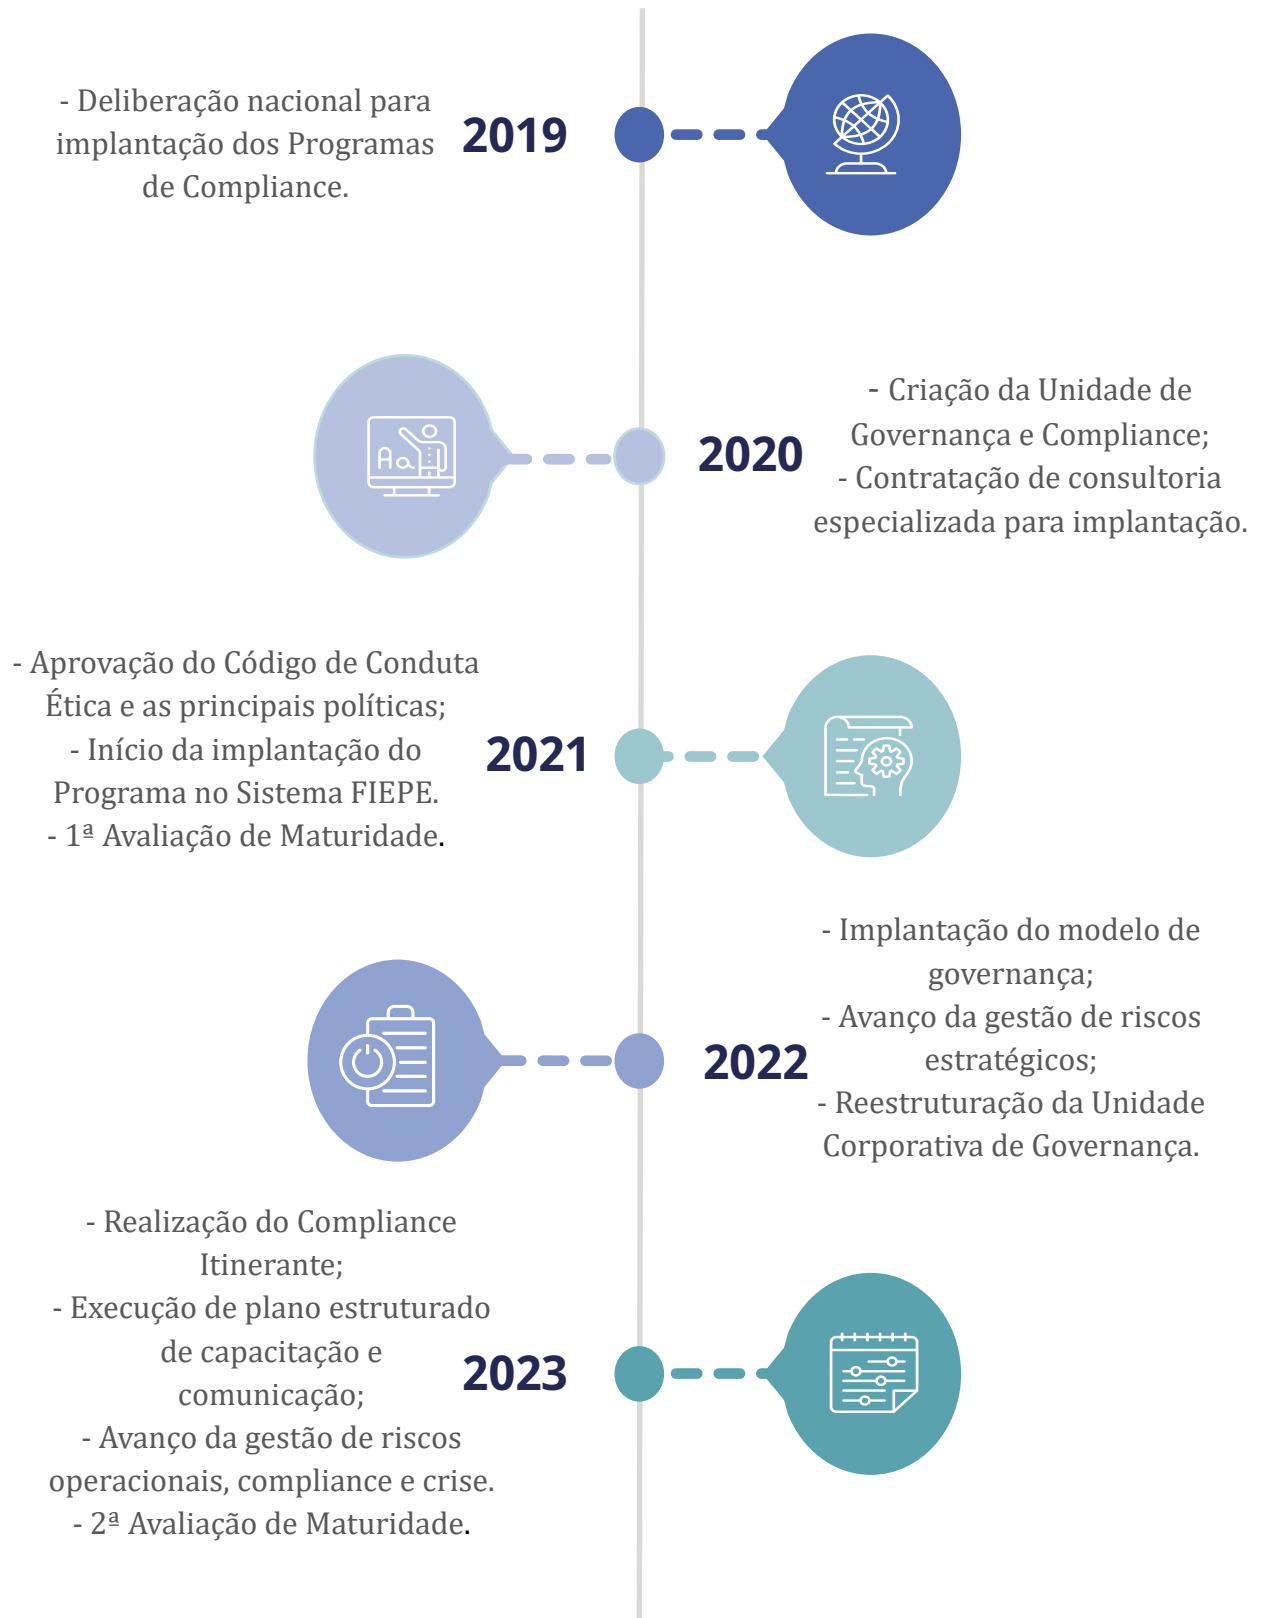 - Deliberação nacional para
implantação dos Programas
de Compliance.
2019
2020
- Criação da Unidade de
Governança e Compliance;
- Contratação de consultoria
especializada para implantação.
Aa
- Aprovação do Código de Conduta
Ética e as principais políticas;
- Início da implantação do
Programa no Sistema FIEPE.
- 1ª Avaliação de Maturidade.
2021
2022
- Implantação do modelo de
governança;
- Avanço da gestão de riscos
estratégicos;
- Reestruturação da Unidade
Corporativa de Governança.
- Realização do Compliance
Itinerante;
- Execução de plano estruturado
de capacitação e
comunicação;
- Avanço da gestão de riscos
operacionais, compliance e crise.
- 2ª Avaliação de Maturidade.
2023